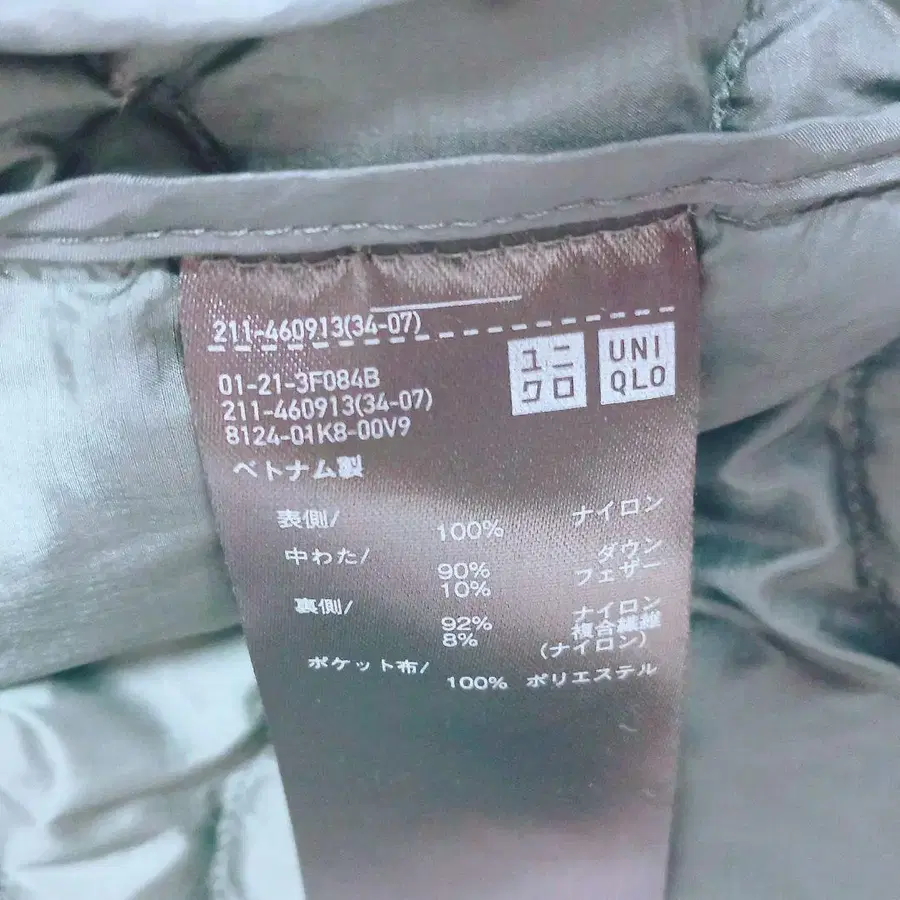 211-460913(34-07)
ユニ
クロ
UNI
QLO
01-21-3F084B
211-460913(34-07)
8124-01K8-00V9
ベトナム製
表側/
100% ナイロン
中わた/
90% ダウン
10% フェザー
裏側/
92% ナイロン
8% 複合繊維
(ナイロン)
ポケット布/
100% ポリエステル